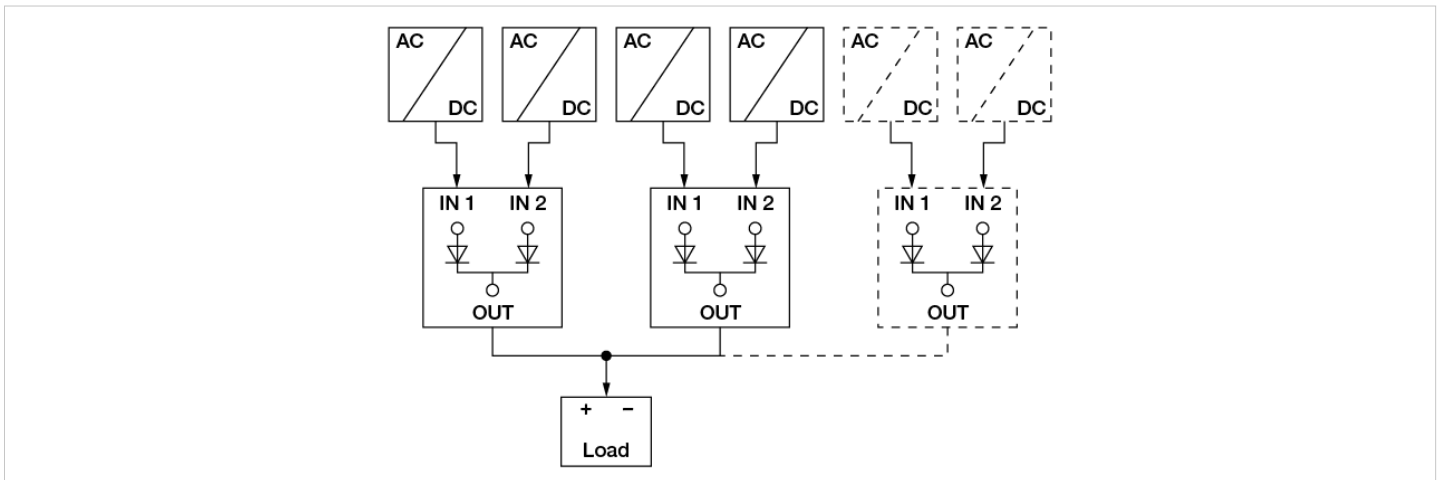 AC AC AC AC AC AC
DC DC DC DC DC DC
IN 1 IN 2 IN 1 IN 2 IN 1 IN 2
OUT OUT OUT
+ −
Load